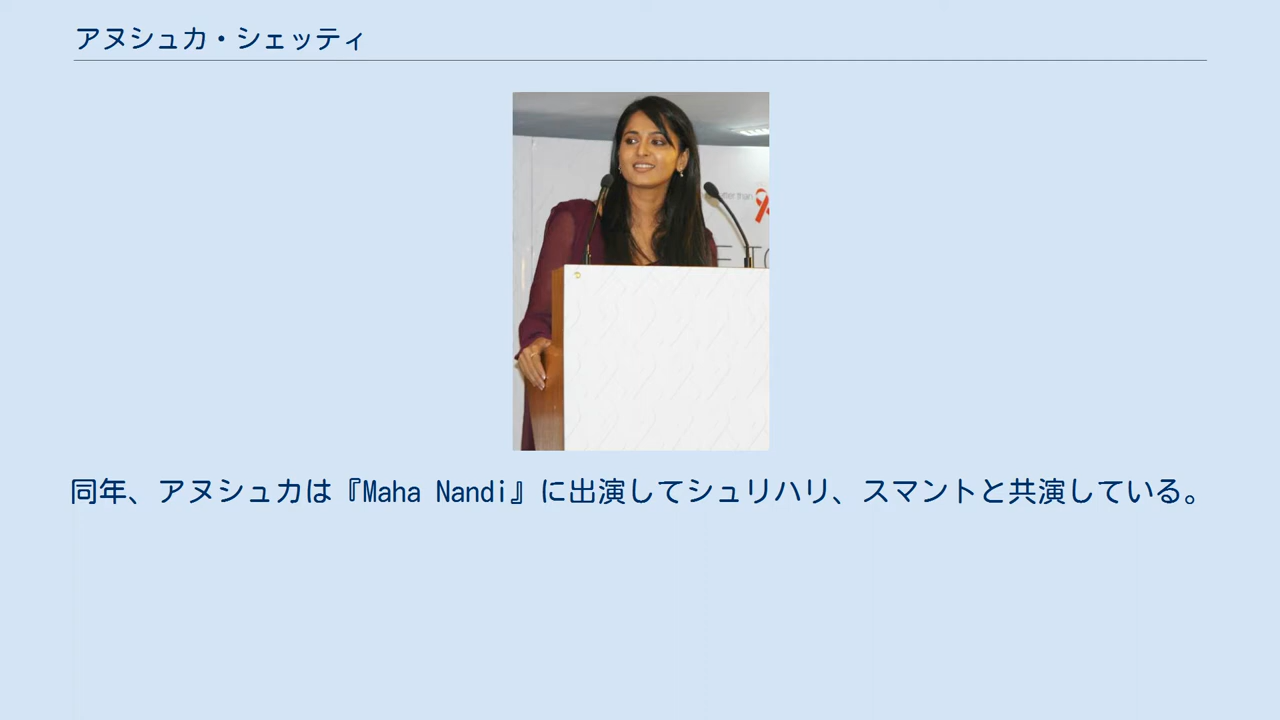 アヌシュカ・シェッティ
than
同年、アヌシュカは『Maha Nandi』に出演してシュリハリ、スマントと共演している。